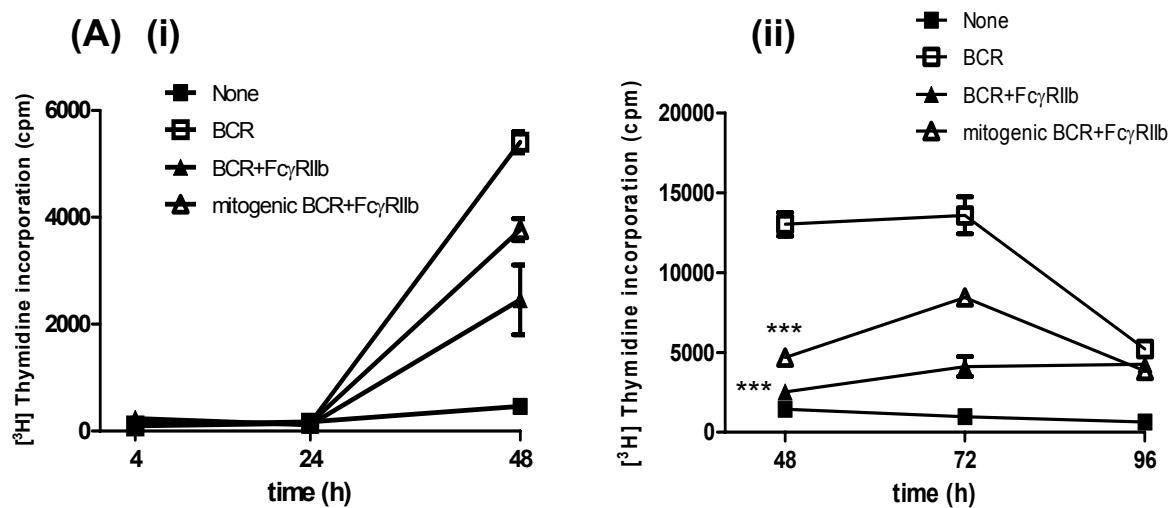 (A) (i)
None
BCR
BCR+FcγRIIb
mitogenic BCR+FcγRIIb
[³H] Thymidine incorporation (cpm)
6000
4000
2000
0
4 24 48
time (h)
(ii)
None
BCR
BCR+FcγRIIb
mitogenic BCR+FcγRIIb
[³H] Thymidine incorporation (cpm)
20000
15000
10000
5000
0
***
***
48 72 96
time (h)